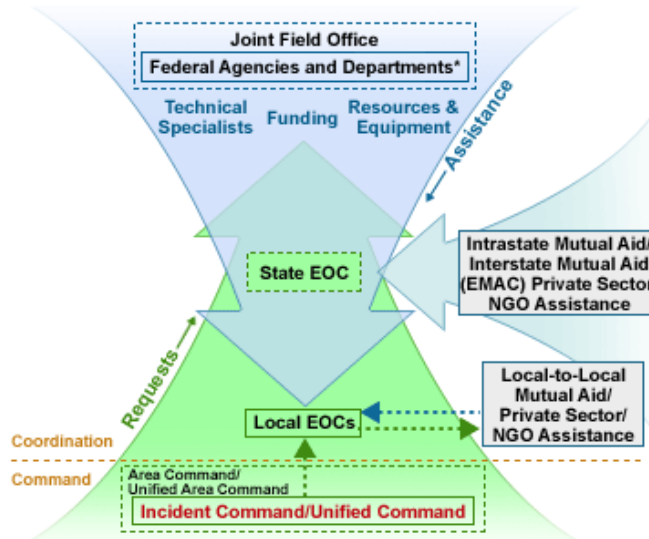 Joint Field Office
Federal Agencies and Departments*
Technical
Specialists
Funding
Resources &
Equipment
Assistance
State EOC
Intrastate Mutual Aid/
Interstate Mutual Aid
(EMAC) Private Sector
NGO Assistance
Requests
Local-to-Local
Mutual Aid/
Private Sector/
NGO Assistance
Local EOCs
Coordination
Command
Area Command/
Unified Area Command
Incident Command/Unified Command